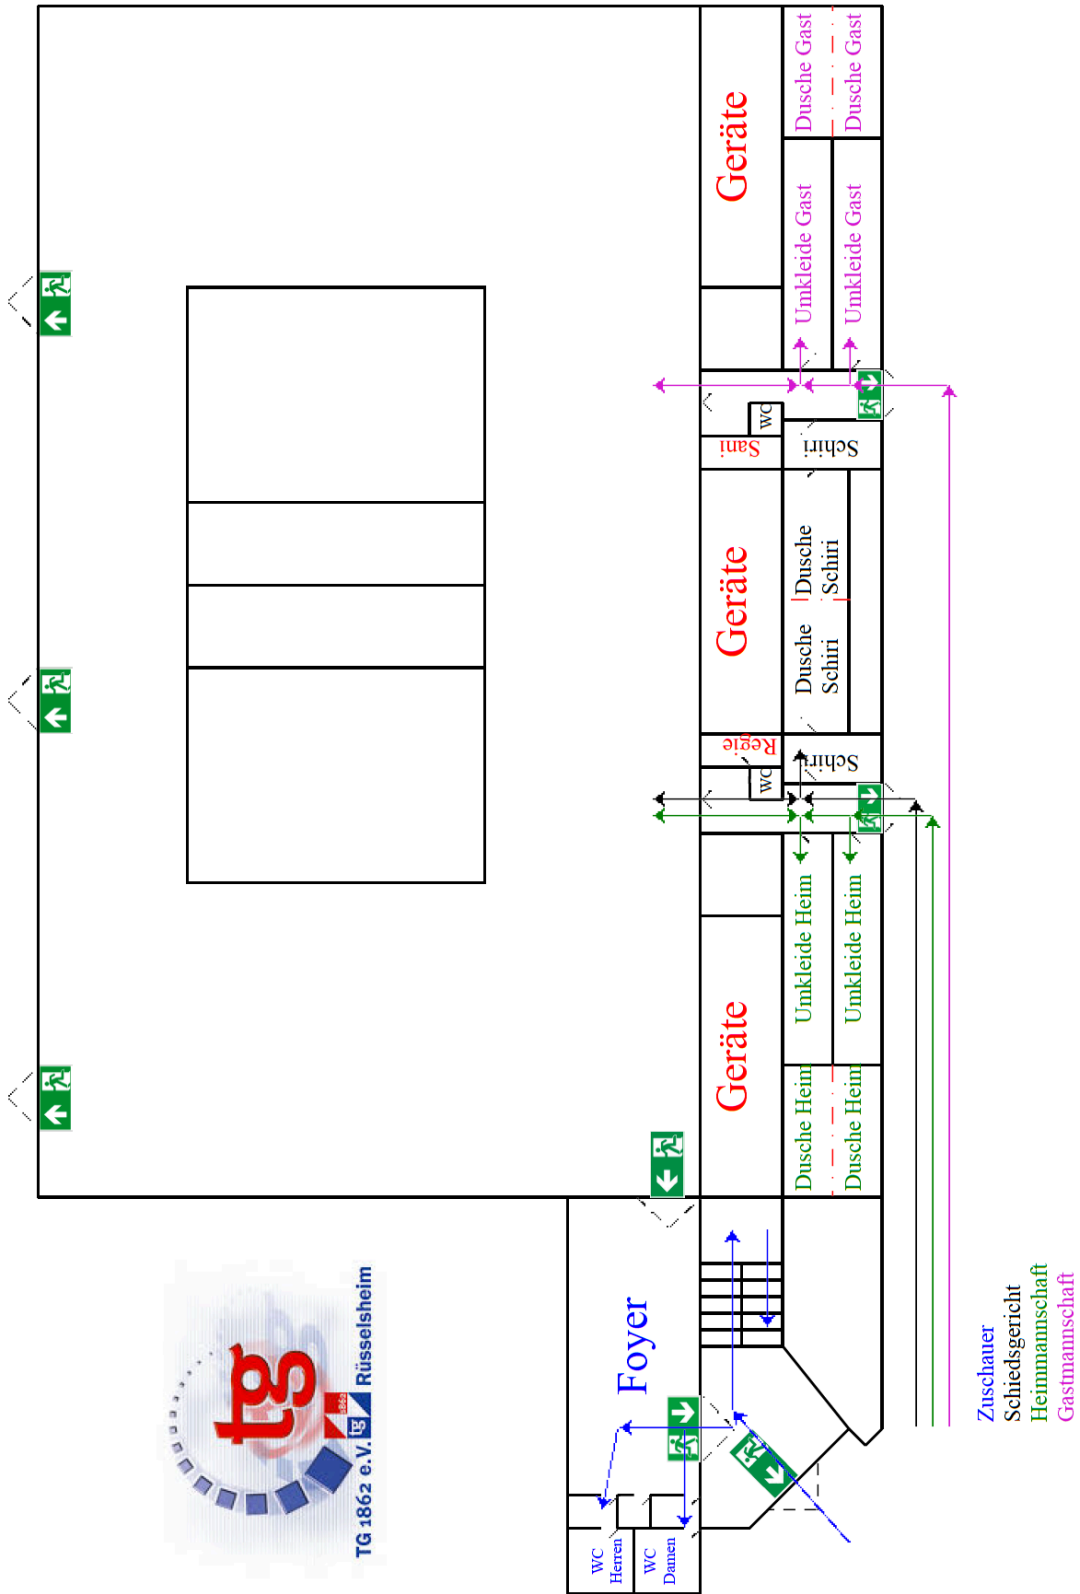 Geräte
Dusche Gast
Dusche Gast
Umkleide Gast
Umkleide Gast
WC
Sani
Schiri
Geräte
Dusche
Schiri
Dusche
Schiri
Regie
Schiri
WC
Umkleide Heim
Umkleide Heim
Geräte
Dusche Heim
Dusche Heim
Foyer
WC
Herren
WC
Damen
tg
1862
TG 1862 e.V. tg Rüsselsheim
Zuschauer
Schiedsgericht
Heimmannschaft
Gastmannschaft